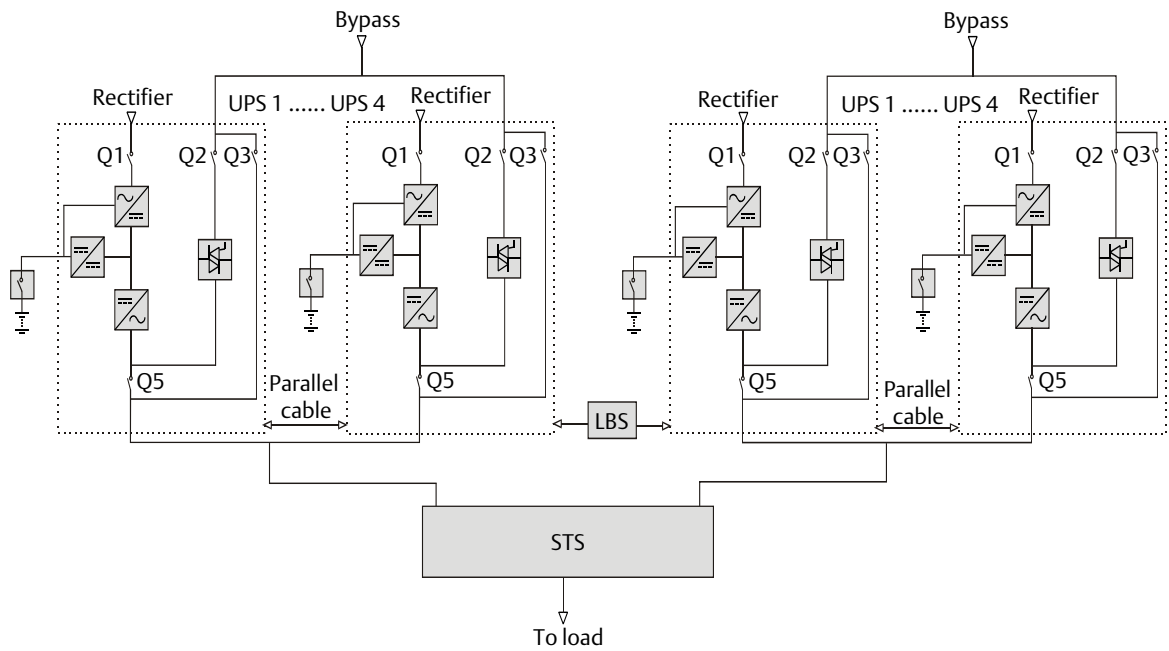 Bypass
Bypass
Rectifier
UPS 1 ...... UPS 4
Rectifier
Rectifier
UPS 1 ...... UPS 4
Rectifier
Q1
Q2
Q3
Q1
Q2
Q3
Q1
Q2
Q3
Q1
Q2
Q3
Q5
Parallel
cable
Q5
LBS
Q5
Parallel
cable
Q5
STS
To load